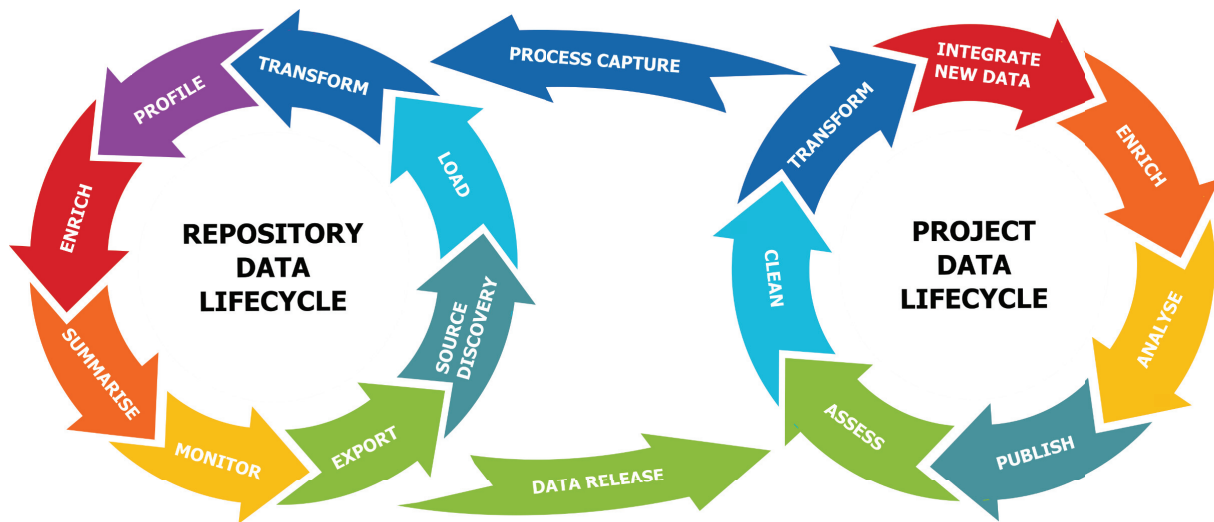 PROCESS CAPTURE
TRANSFORM
PROFILE
ENRICH
SUMMARISE
MONITOR
EXPORT
SOURCE
DISCOVERY
LOAD
REPOSITORY
DATA
LIFECYCLE
DATA RELEASE
INTEGRATE
NEW DATA
ENRICH
ANALYSE
PUBLISH
ASSESS
CLEAN
TRANSFORM
PROJECT
DATA
LIFECYCLE